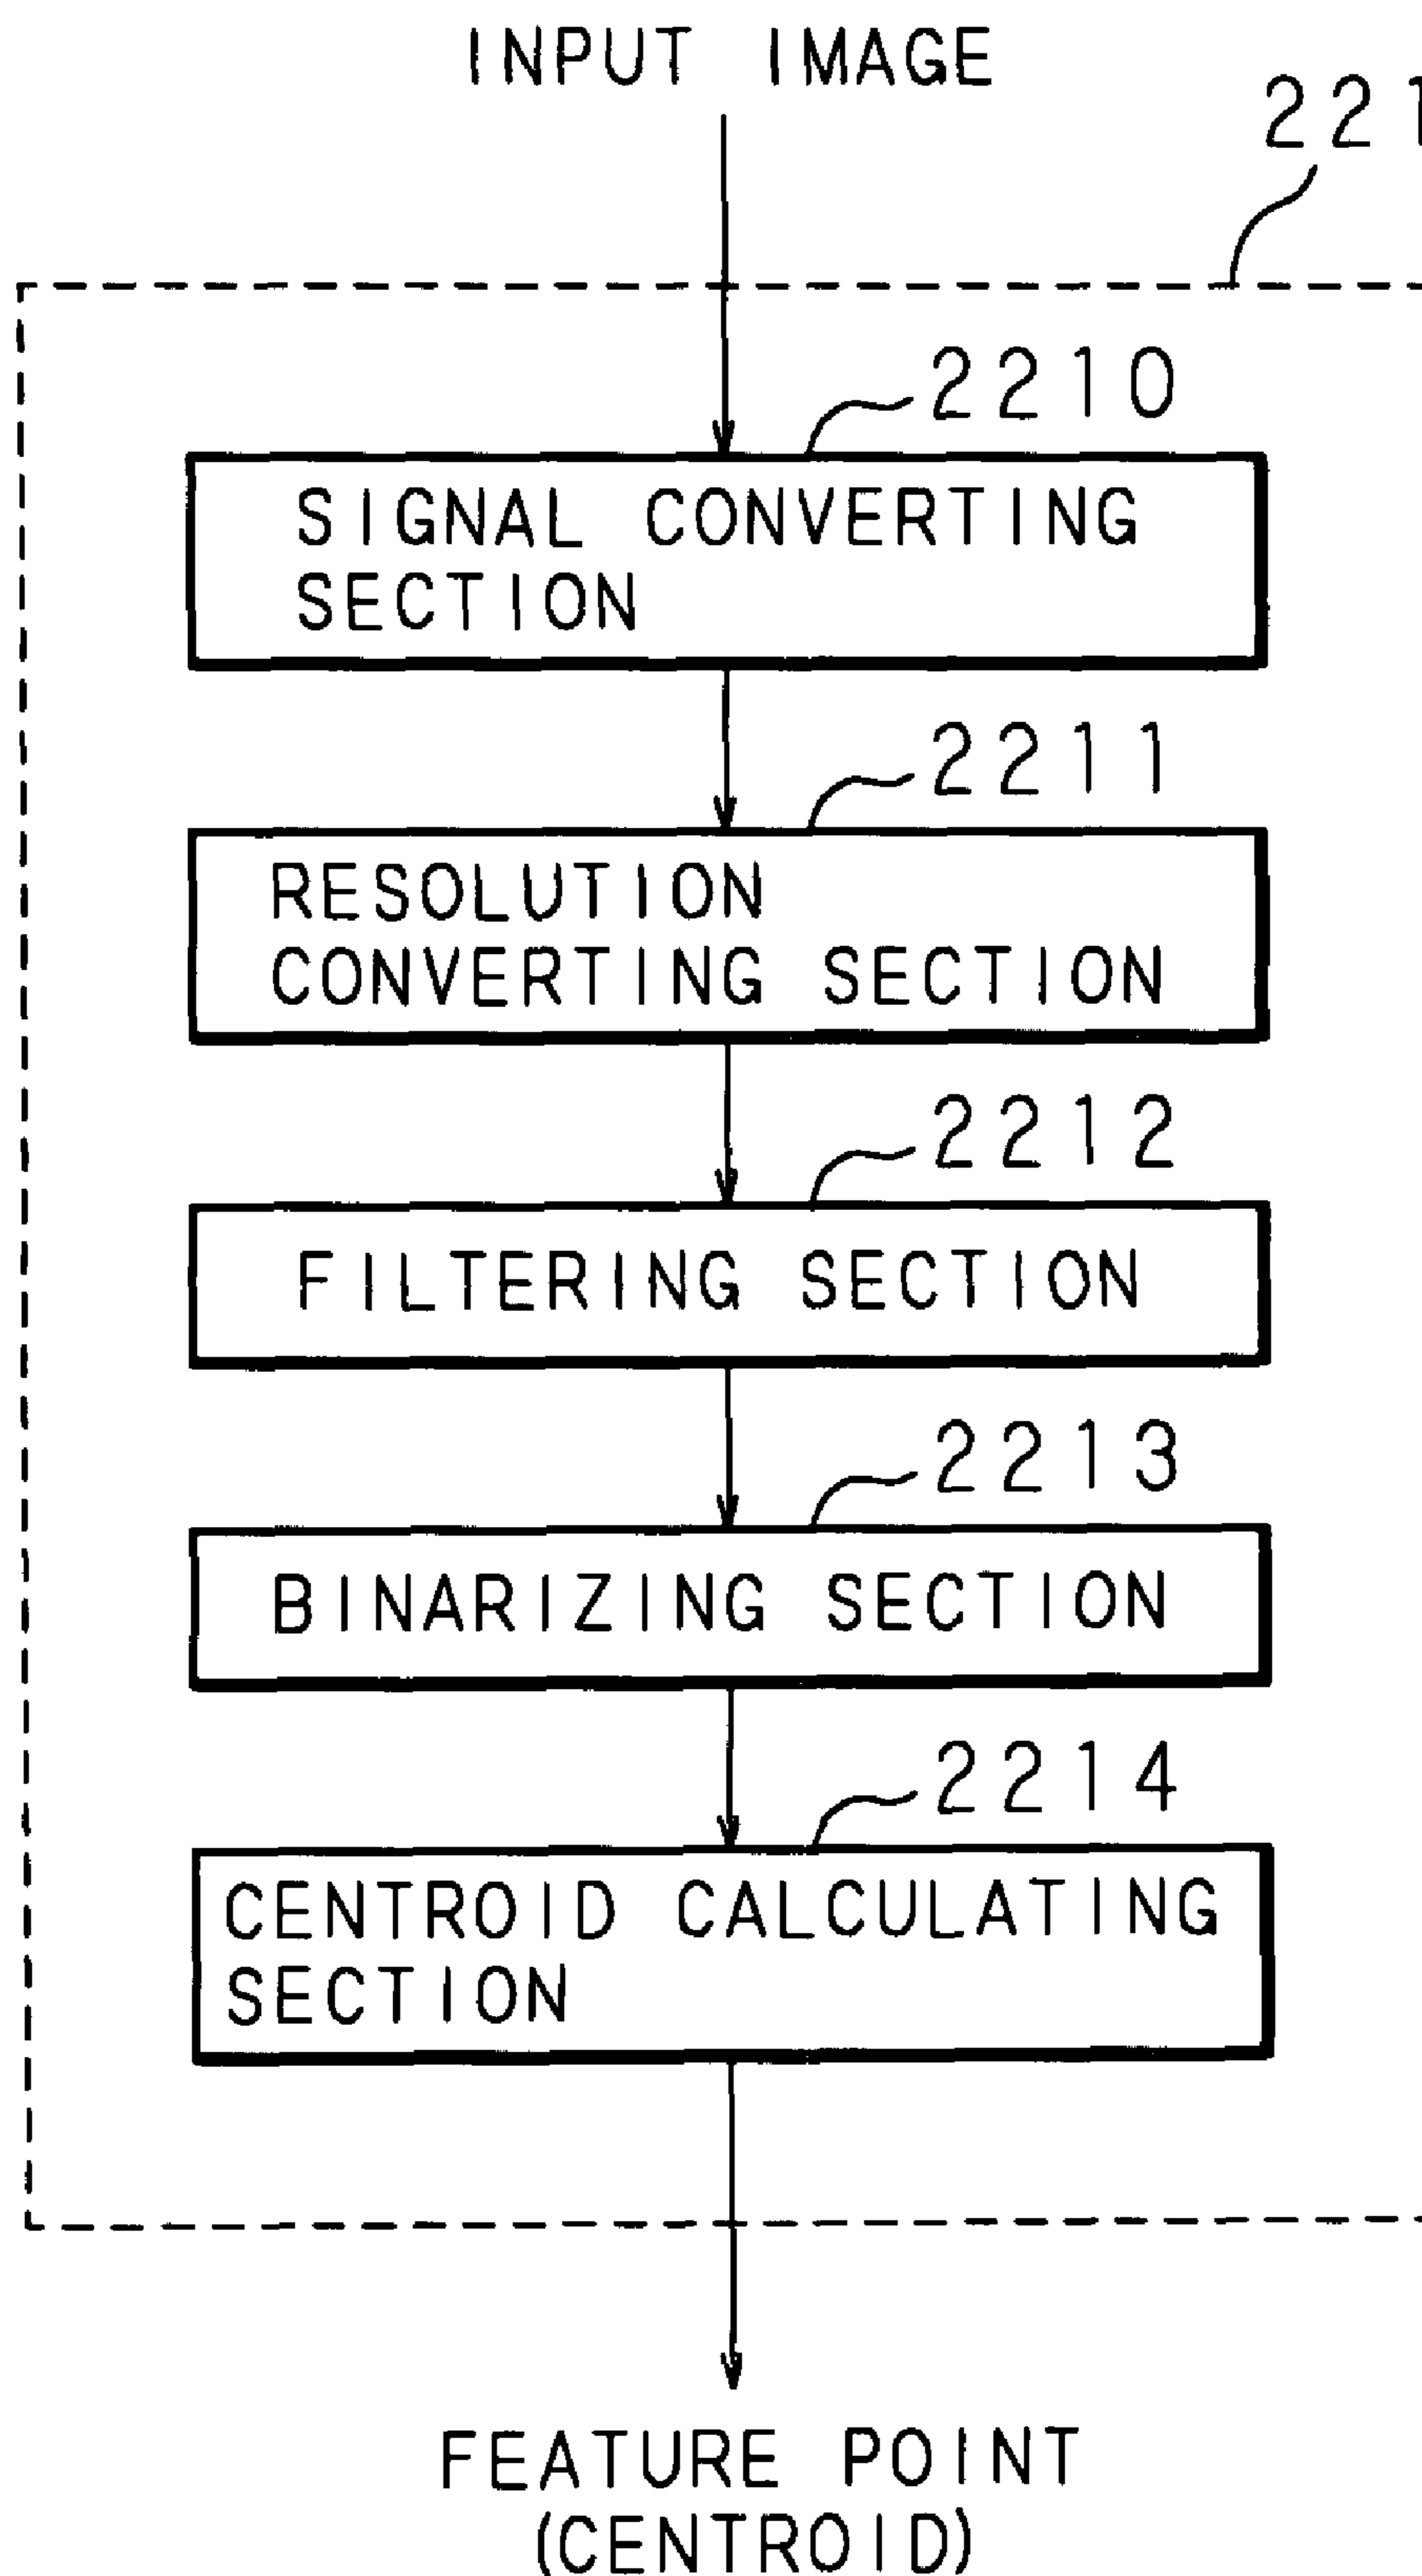 INPUT IMAGE
221
2210
SIGNAL CONVERTING
SECTION
2211
RESOLUTION
CONVERTING SECTION
2212
FILTERING SECTION
2213
BINARIZING SECTION
2214
CENTROID CALCULATING
SECTION
FEATURE POINT
(CENTROID)